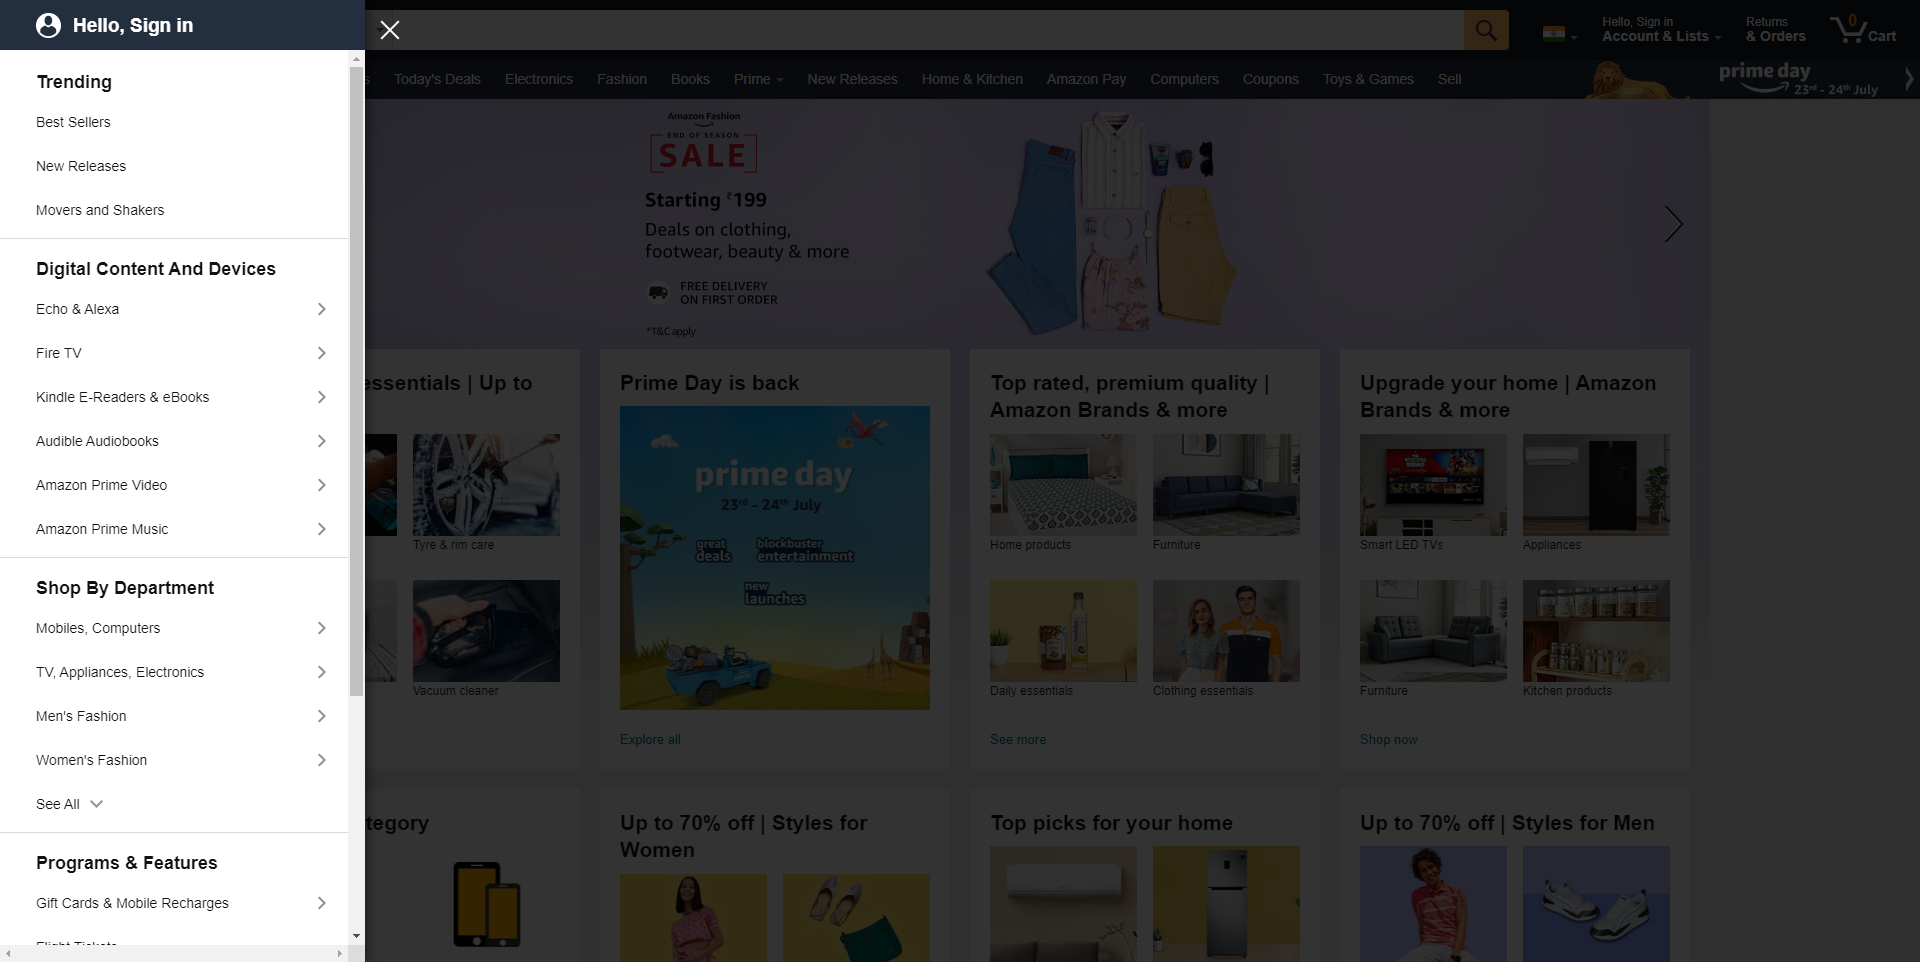 Hello, Sign in
Trending
Best Sellers
New Releases
Movers and Shakers
Digital Content And Devices
Echo & Alexa
Fire TV
Kindle E-Readers & eBooks
Audible Audiobooks
Amazon Prime Video
Amazon Prime Music
Shop By Department
Mobiles, Computers
TV, Appliances, Electronics
Men's Fashion
Women's Fashion
See All
Programs & Features
Gift Cards & Mobile Recharges
Flight Tickets
Hello, Sign in
Account & Lists
Returns
& Orders
0
Cart
s Today's Deals Electronics Fashion Books Prime New Releases Home & Kitchen Amazon Pay Computers Coupons Toys & Games Sell
prime day
23rd - 24th July
Amazon Fashion
END OF SEASON
SALE
Starting ₹199
Deals on clothing,
footwear, beauty & more
FREE DELIVERY
ON FIRST ORDER
*T&C apply
essentials | Up to
Tyre & rim care
Vacuum cleaner
Prime Day is back
prime day
23rd - 24th July
great
deals
blockbuster
entertainment
new
launches
Explore all
Top rated, premium quality |
Amazon Brands & more
Home products
Furniture
Daily essentials
Clothing essentials
See more
Upgrade your home | Amazon
Brands & more
Smart LED TVs
Appliances
Furniture
Kitchen products
Shop now
tegory
Up to 70% off | Styles for
Women
Top picks for your home
Up to 70% off | Styles for Men